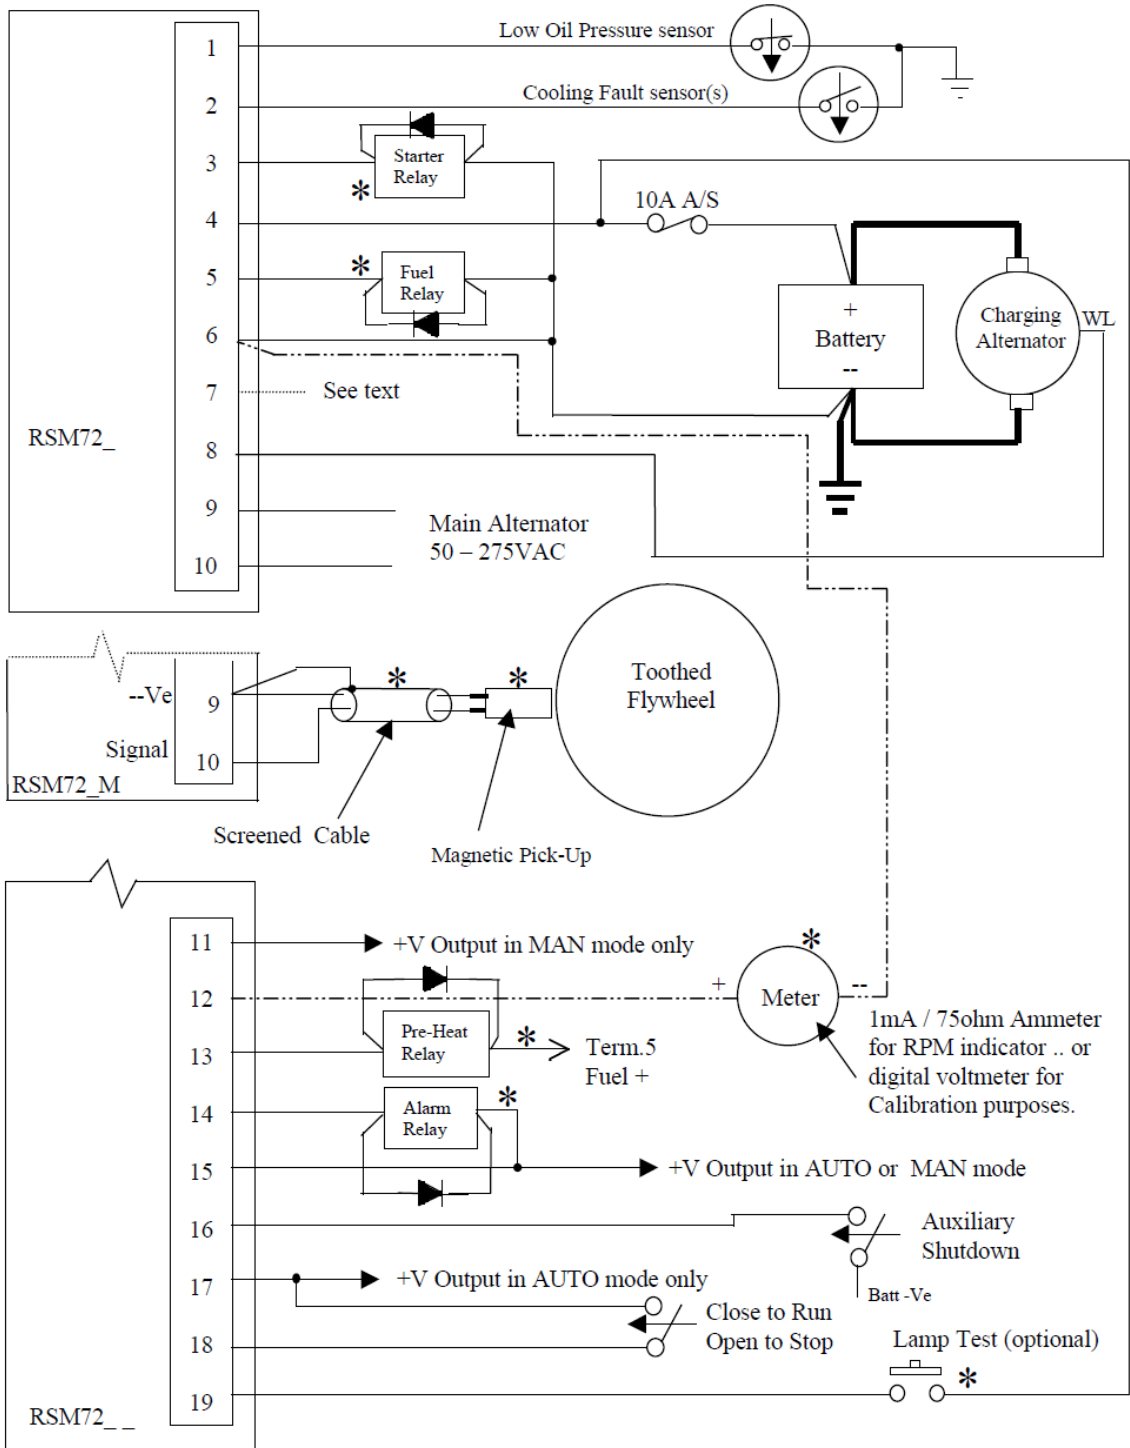 1
Low Oil Pressure sensor
2
Cooling Fault sensor(s)
3
Starter
Relay
*
4
10A A/S
5
*
Fuel
Relay
6
+
Battery
--
Charging
Alternator
WL
7
See text
RSM72_
8
9
Main Alternator
50 – 275VAC
10
--Ve
9
*
*
Toothed
Flywheel
Signal
10
RSM72_M
Screened Cable
Magnetic Pick-Up
11
+V Output in MAN mode only
12
+
Meter
--
*
1mA / 75ohm Ammeter
for RPM indicator .. or
digital voltmeter for
Calibration purposes.
13
Pre-Heat
Relay
*
Term.5
Fuel +
14
Alarm
Relay
*
15
+V Output in AUTO or MAN mode
16
Auxiliary
Shutdown
Batt -Ve
17
+V Output in AUTO mode only
Close to Run
Open to Stop
18
Lamp Test (optional)
*
19
RSM72_ _